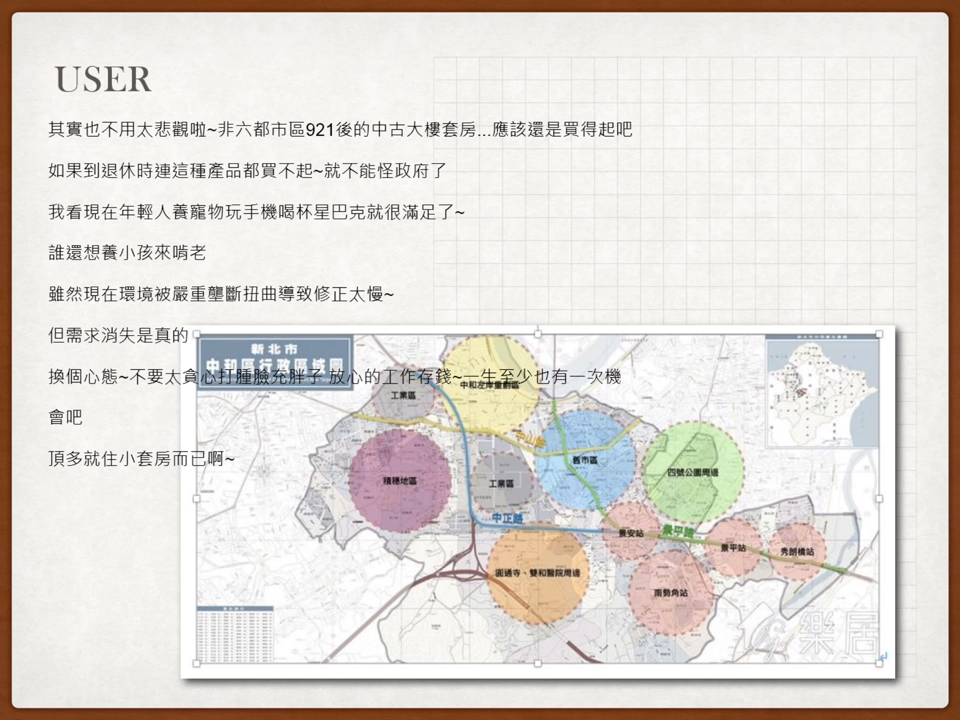 USER
其實也不用太悲觀啦~非六都市區921後的中古大樓套房...應該還是買得起吧
如果到退休時連這種產品都買不起~就不能怪政府了
我看現在年輕人養寵物玩手機喝杯星巴克就很滿足了~
誰還想養小孩來啃老
雖然現在環境被嚴重壟斷扭曲導致修正太慢~
但需求消失是真的
換個心態~不要太貪心打腫臉充胖子 放心的工作存錢~一生至少也有一次機
會吧
頂多就住小套房而已啊~
新北市
中和區行政區域圖
中和左岸重劃區
工業區
中山路
舊市區
四號公園周邊
積穗地區
工業區
中正路
景安站
景平路
景平站
秀朗橋站
圓通寺、雙和醫院周邊
南勢角站
樂居